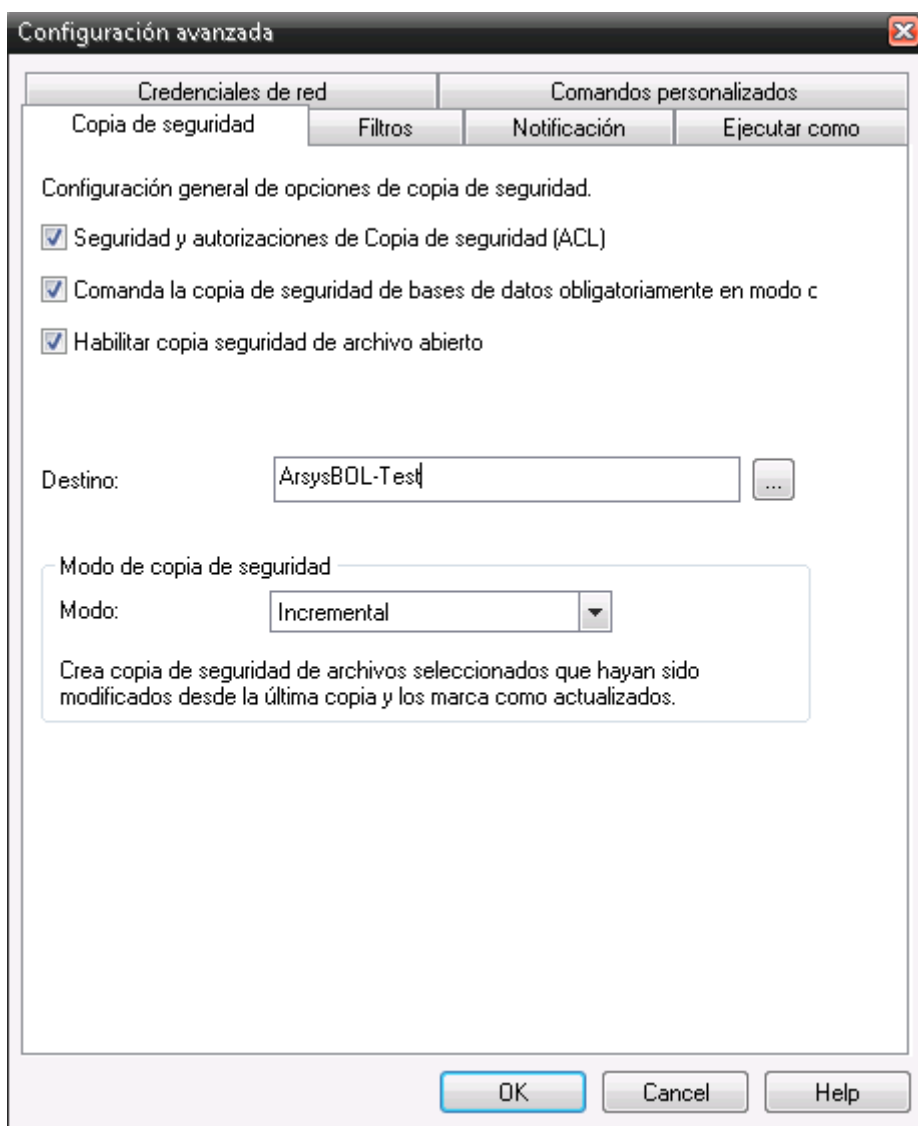 Configuración avanzada
Credenciales de red
Comandos personalizados
Copia de seguridad
Filtros
Notificación
Ejecutar como
Configuración general de opciones de copia de seguridad.
Seguridad y autorizaciones de Copia de seguridad (ACL)
Comanda la copia de seguridad de bases de datos obligatoriamente en modo c
Habilitar copia seguridad de archivo abierto
Destino:
ArsysBOL-Test
...
Modo de copia de seguridad
Modo:
Incremental
Crea copia de seguridad de archivos seleccionados que hayan sido
modificados desde la última copia y los marca como actualizados.
OK
Cancel
Help